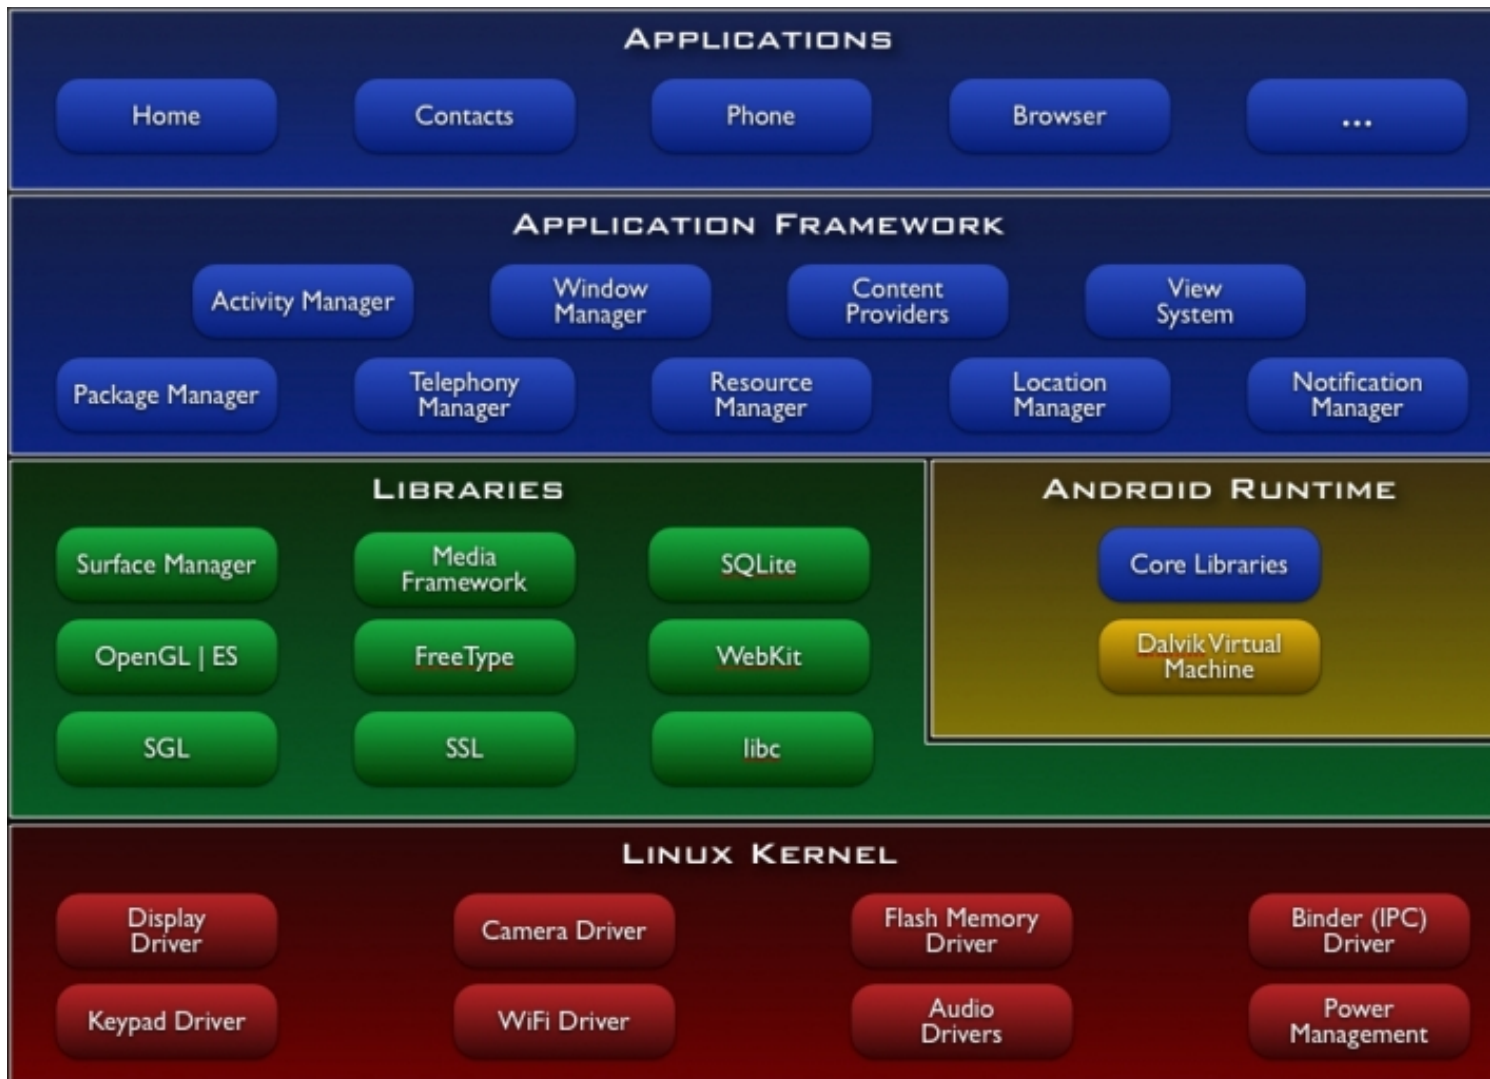 APPLICATIONS
Home
Contacts
Phone
Browser
...
APPLICATION FRAMEWORK
Activity Manager
Window
Manager
Content
Providers
View
System
Package Manager
Telephony
Manager
Resource
Manager
Location
Manager
Notification
Manager
LIBRARIES
Surface Manager
Media
Framework
SQLite
OpenGL | ES
FreeType
WebKit
SGL
SSL
libc
ANDROID RUNTIME
Core Libraries
Dalvik Virtual
Machine
LINUX KERNEL
Display
Driver
Camera Driver
Flash Memory
Driver
Binder (IPC)
Driver
Keypad Driver
WiFi Driver
Audio
Drivers
Power
Management